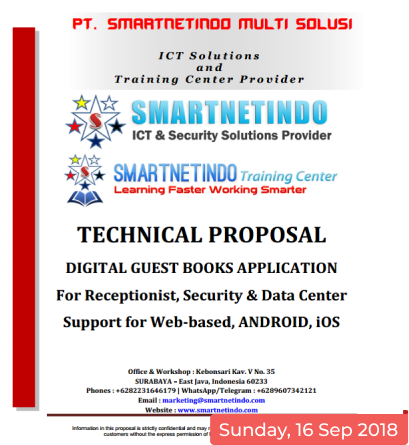 PT. SMARTNETINDO MULTI SOLUSI
ICT Solutions
and
Training Center Provider
SMARTNETINDO
ICT & Security Solutions Provider
SMARTNETINDO Training Center
Learning Faster Working Smarter
TECHNICAL PROPOSAL
DIGITAL GUEST BOOKS APPLICATION
For Receptionist, Security & Data Center
Support for Web-based, ANDROID, iOS
Office & Workshop : Kebonsari Kav. V No. 35
SURABAYA – East Java, Indonesia 60233
Phones : +6282231646179 | WhatsApp/Telegram : +6289607342121
Email : marketing@smartnetindo.com
Website : www.smartnetindo.com
Information in this proposal is strictly confidential and may
customers without the express permission of
Sunday, 16 Sep 2018